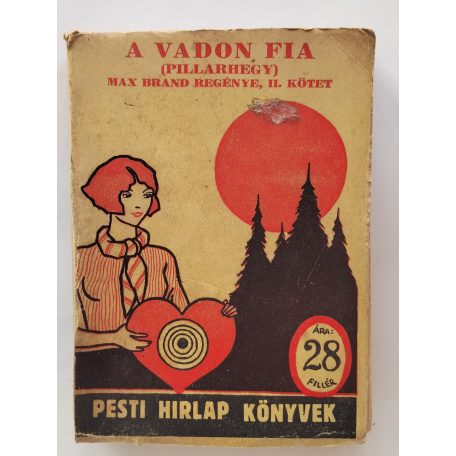 A VADON FIA
(PILLARHEGY)
MAX BRAND REGÉNYE, II. KÖTET
ÁRA:
28
FILLÉR
PESTI HIRLAP KÖNYVEK